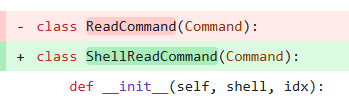 - class ReadCommand(Command):
+ class ShellReadCommand(Command):
def __init__(self, shell, idx):